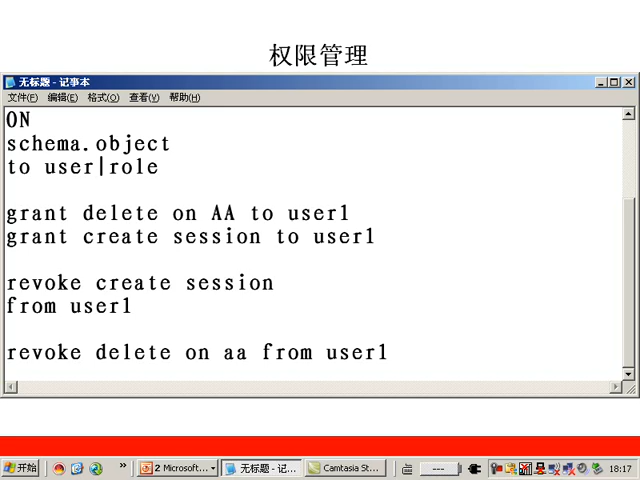 权限管理
无标题 - 记事本
文件(F) 编辑(E) 格式(O) 查看(V) 帮助(H)
ON
schema.object
to user|role
grant delete on AA to user1
grant create session to user1
revoke create session
from user1
revoke delete on aa from user1
开始 » 2 Microsoft... 无标题 - 记... Camtasia St... --- 18:17